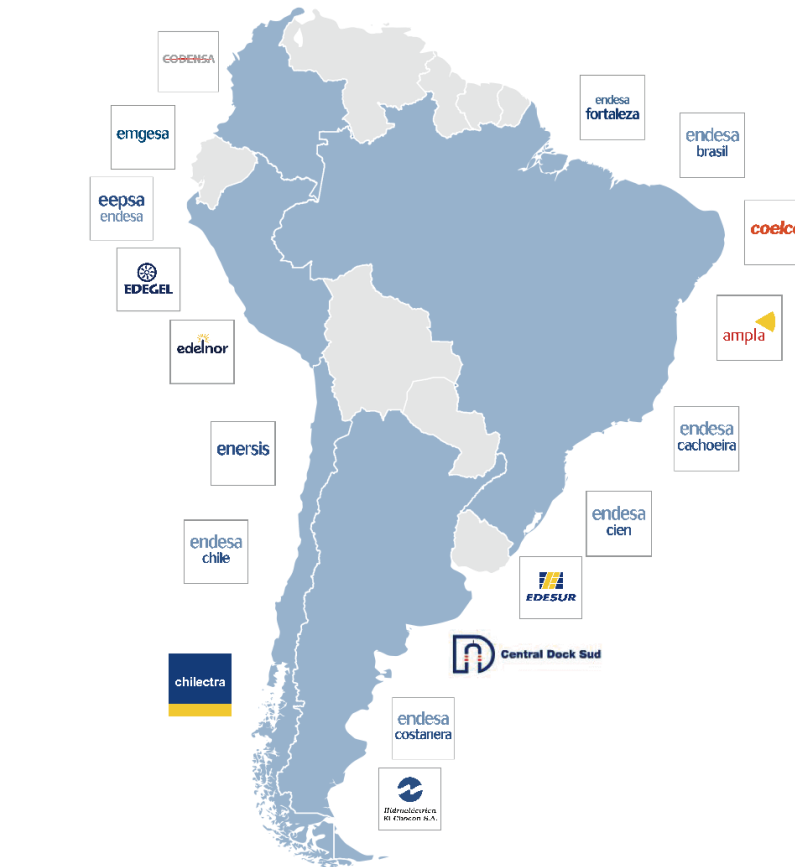 CODENSA
emgesa
eepsa
endesa
EDEGEL
edelnor
enersis
endesa
chile
chilectra
endesa
fortaleza
endesa
brasil
coelc
ampla
endesa
cachoeira
endesa
cien
EDESUR
Central Dock Sud
endesa
costanera
Hidroeléctrica
El Chocón S.A.